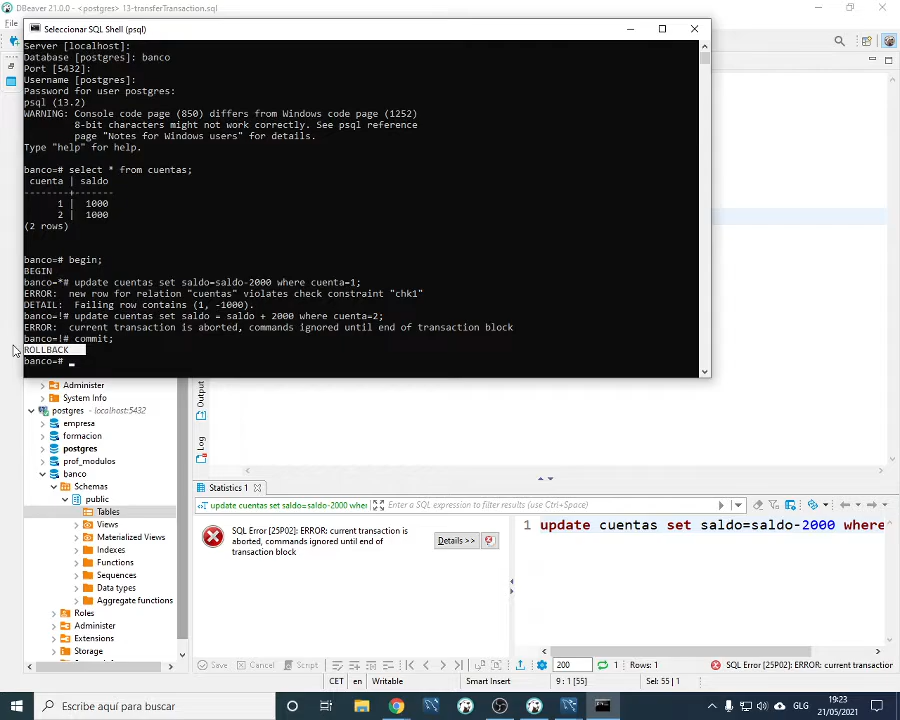 DBeaver 21.0.0 - <postgres> 13-transferTransaction.sql
File
Seleccionar SQL Shell (psql)
Server [localhost]:
Database [postgres]: banco
Port [5432]:
Username [postgres]:
Password for user postgres:
psql (13.2)
WARNING: Console code page (850) differs from Windows code page (1252)
8-bit characters might not work correctly. See psql reference
page "Notes for Windows users" for details.
Type "help" for help.
banco=# select * from cuentas;
cuenta | saldo
--------+-------
1 | 1000
2 | 1000
(2 rows)
banco=# begin;
BEGIN
banco=*# update cuentas set saldo=saldo-2000 where cuenta=1;
ERROR: new row for relation "cuentas" violates check constraint "chk1"
DETAIL: Failing row contains (1, -1000).
banco=!# update cuentas set saldo = saldo + 2000 where cuenta=2;
ERROR: current transaction is aborted, commands ignored until end of transaction block
banco=!# commit;
ROLLBACK
banco=# _
Administer
System Info
postgres - localhost:5432
empresa
formacion
postgres
prof_modulos
banco
Schemas
public
Tables
Views
Materialized Views
Indexes
Functions
Sequences
Data types
Aggregate functions
Roles
Administer
Extensions
Storage
Output
Log
Statistics 1
update cuentas set saldo=saldo-2000 wher
Enter a SQL expression to filter results (use Ctrl+Space)
SQL Error [25P02]: ERROR: current transaction is
aborted, commands ignored until end of
transaction block
Details >>
1 update cuentas set saldo=saldo-2000 where
Save
Cancel
Script
200
1
Rows: 1
SQL Error [25P02]: ERROR: current transaction
CET
en
Writable
Smart Insert
9 : 1 [55]
Sel: 55 | 1
Escribe aquí para buscar
GLG
19:23
21/05/2021